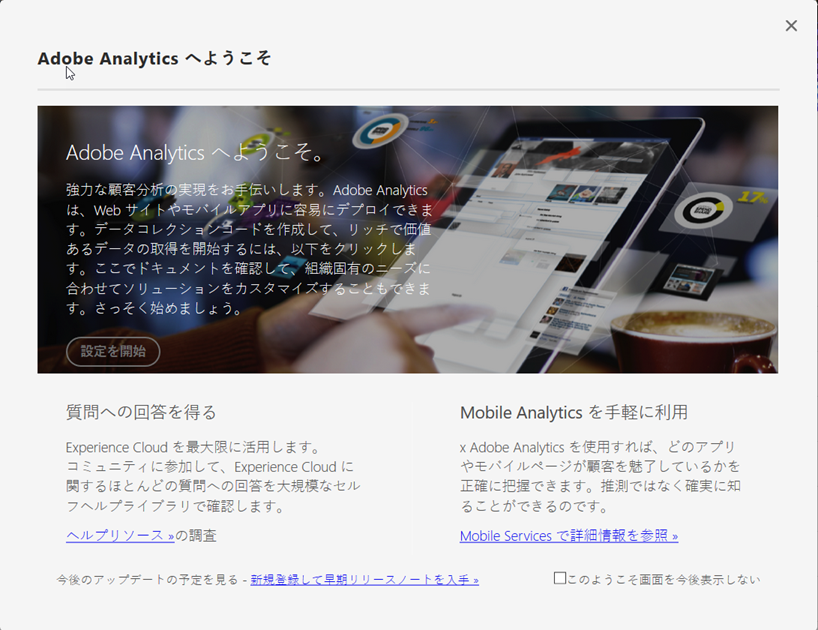 Adobe Analytics へようこそ
Adobe Analytics へようこそ。
強力な顧客分析の実現をお手伝いします。Adobe Analytics
は、Web サイトやモバイルアプリに容易にデプロイできま
す。データコレクションコードを作成して、リッチで価値
あるデータの取得を開始するには、以下をクリックしま
す。ここでドキュメントを確認して、組織固有のニーズに
合わせてソリューションをカスタマイズすることもできま
す。さっそく始めましょう。
17%
設定を開始
質問への回答を得る
Experience Cloud を最大限に活用します。
コミュニティに参加して、Experience Cloud に
関するほとんどの質問への回答を大規模なセル
フヘルプライブラリで確認します。
ヘルプリソース »の調査
Mobile Analytics を手軽に利用
x Adobe Analytics を使用すれば、どのアプリ
やモバイルページが顧客を魅了しているかを
正確に把握できます。推測ではなく確実に知
ることができるのです。
Mobile Services で詳細情報を参照 »
今後のアップデートの予定を見る - 新規登録して早期リリースノートを入手 »
このようこそ画面を今後表示しない